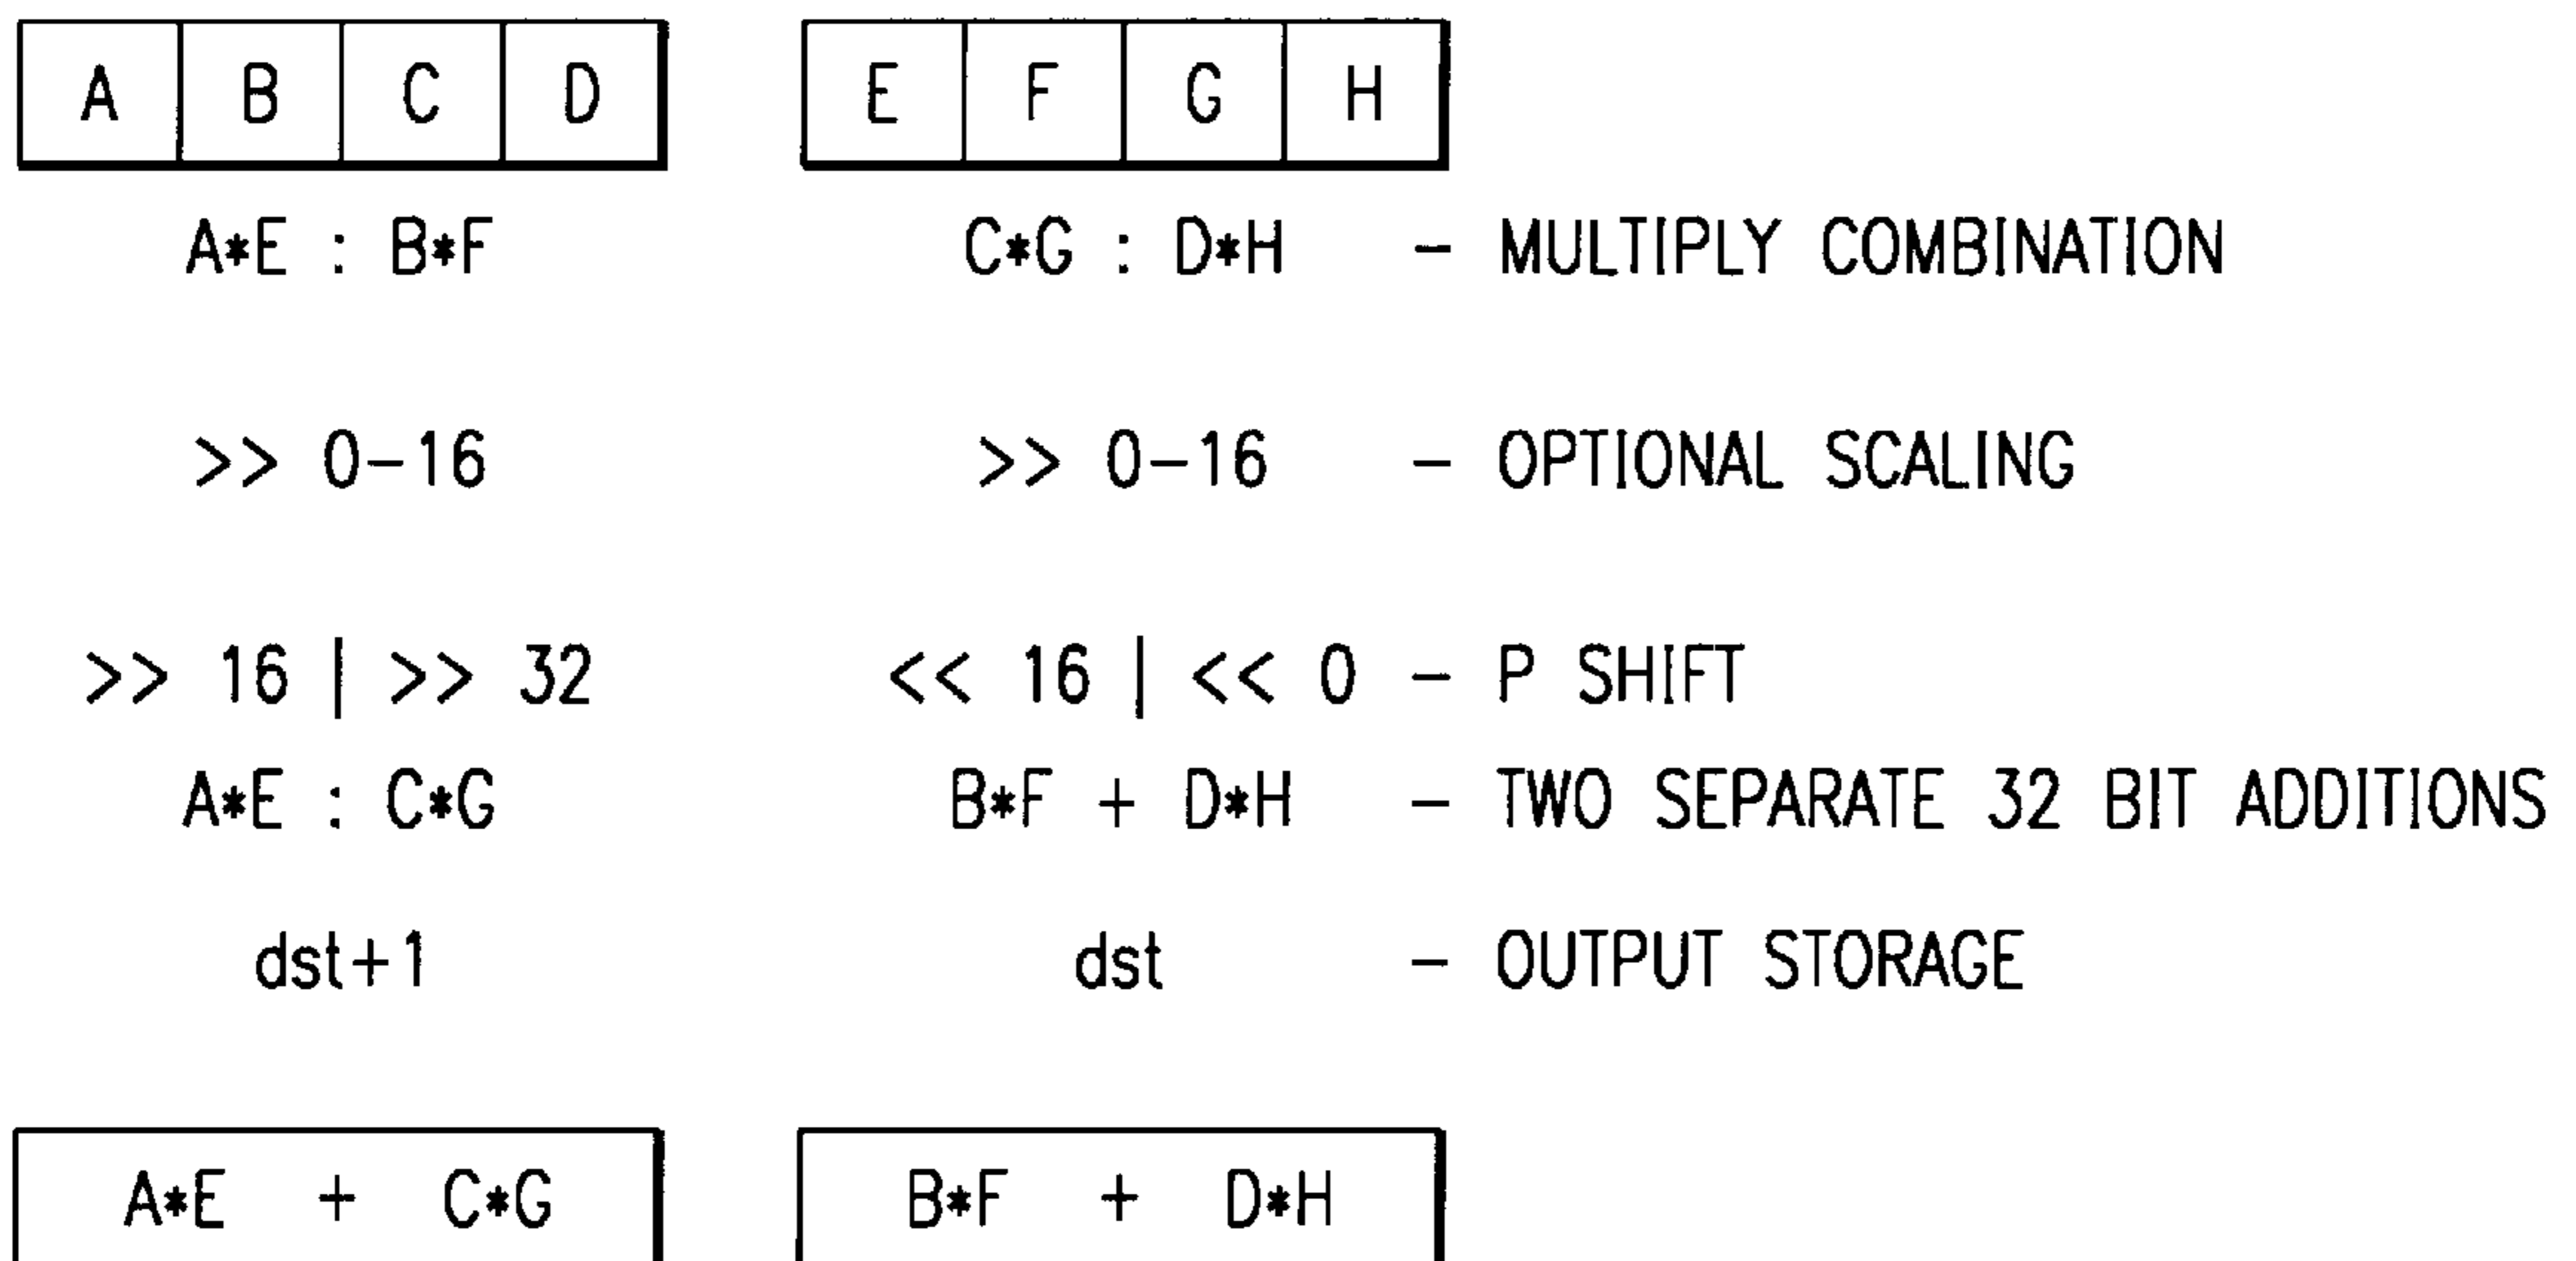 A B C D E F G H
A*E : B*F C*G : D*H - MULTIPLY COMBINATION
>> 0-16 >> 0-16 - OPTIONAL SCALING
>> 16 | >> 32 << 16 | << 0 - P SHIFT
A*E : C*G B*F + D*H - TWO SEPARATE 32 BIT ADDITIONS
dst+1 dst - OUTPUT STORAGE
A*E + C*G B*F + D*H